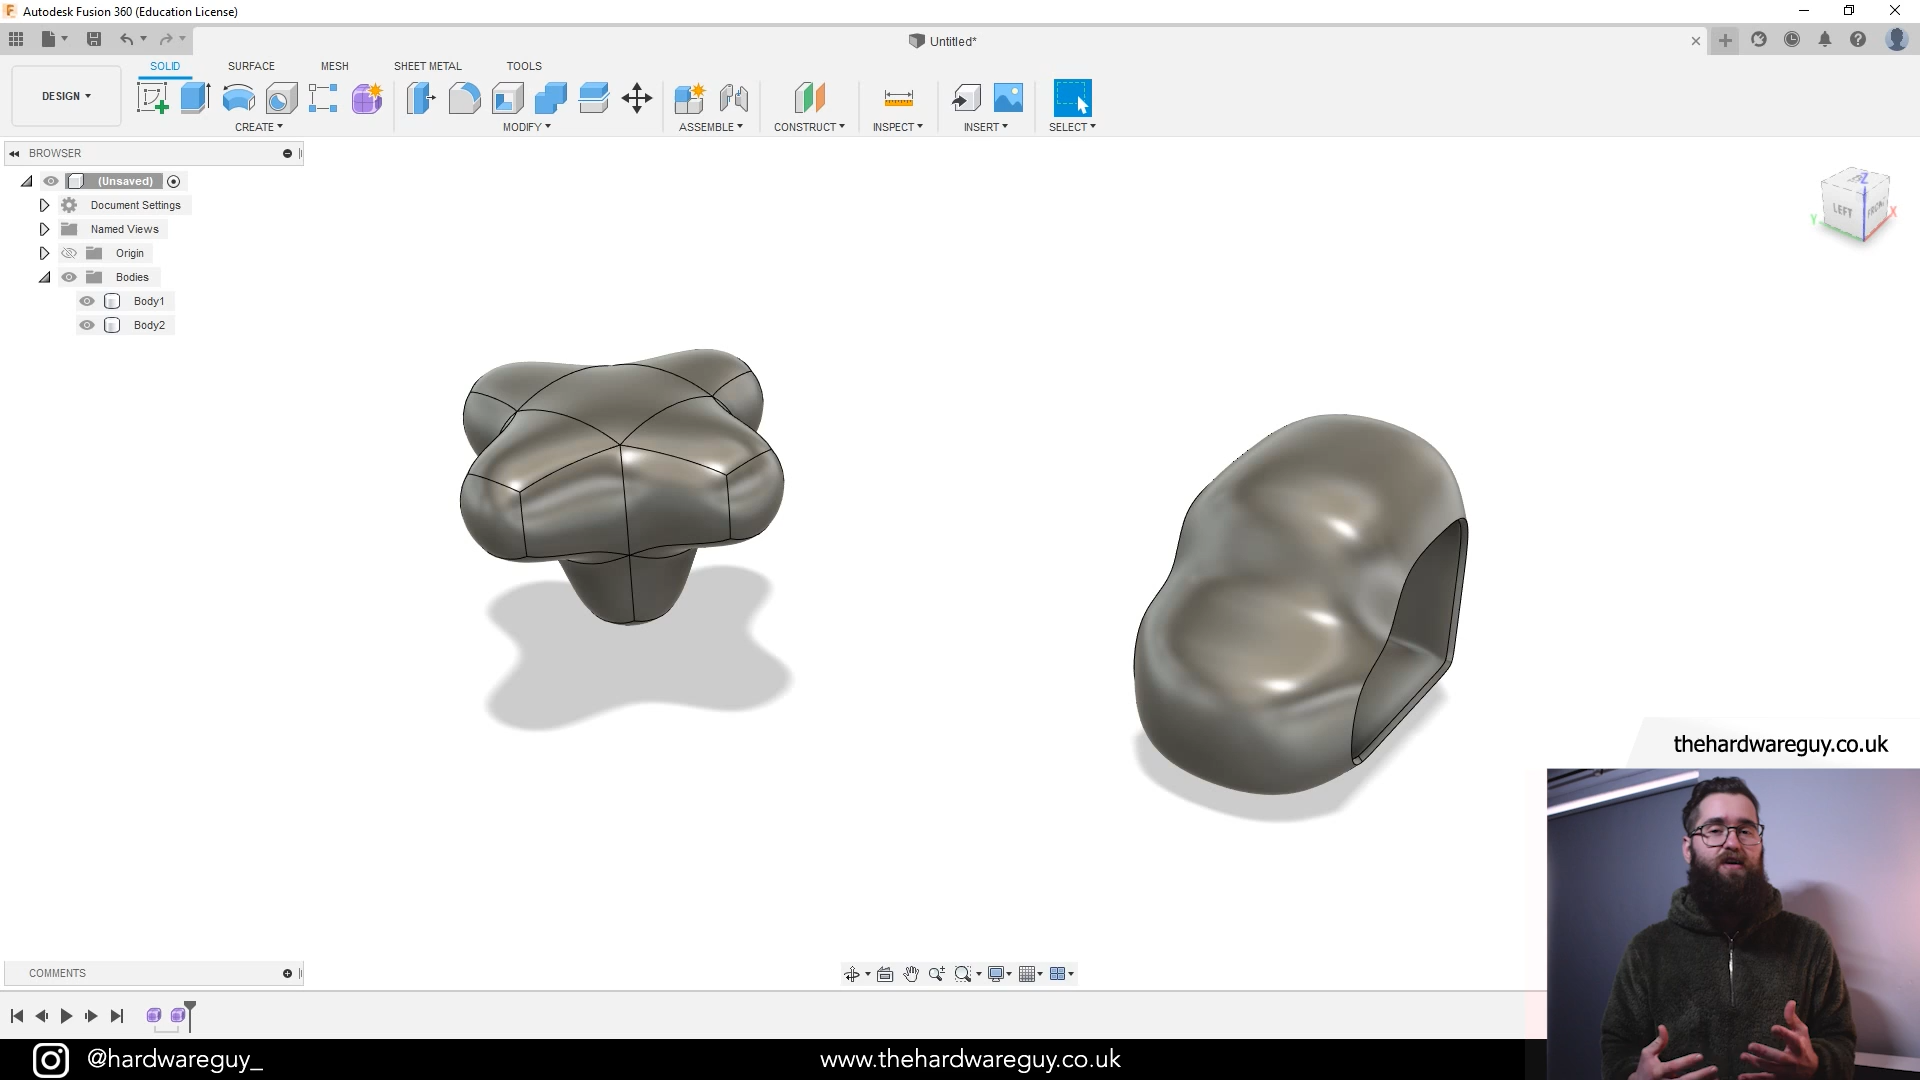 Autodesk Fusion 360 (Education License)
Untitled*
DESIGN
SOLID
SURFACE
MESH
SHEET METAL
TOOLS
CREATE
MODIFY
ASSEMBLE
CONSTRUCT
INSPECT
INSERT
SELECT
BROWSER
(Unsaved)
Document Settings
Named Views
Origin
Bodies
Body1
Body2
Z
LEFT
FRONT
Y
X
thehardwareguy.co.uk
COMMENTS
@hardwareguy_
www.thehardwareguy.co.uk